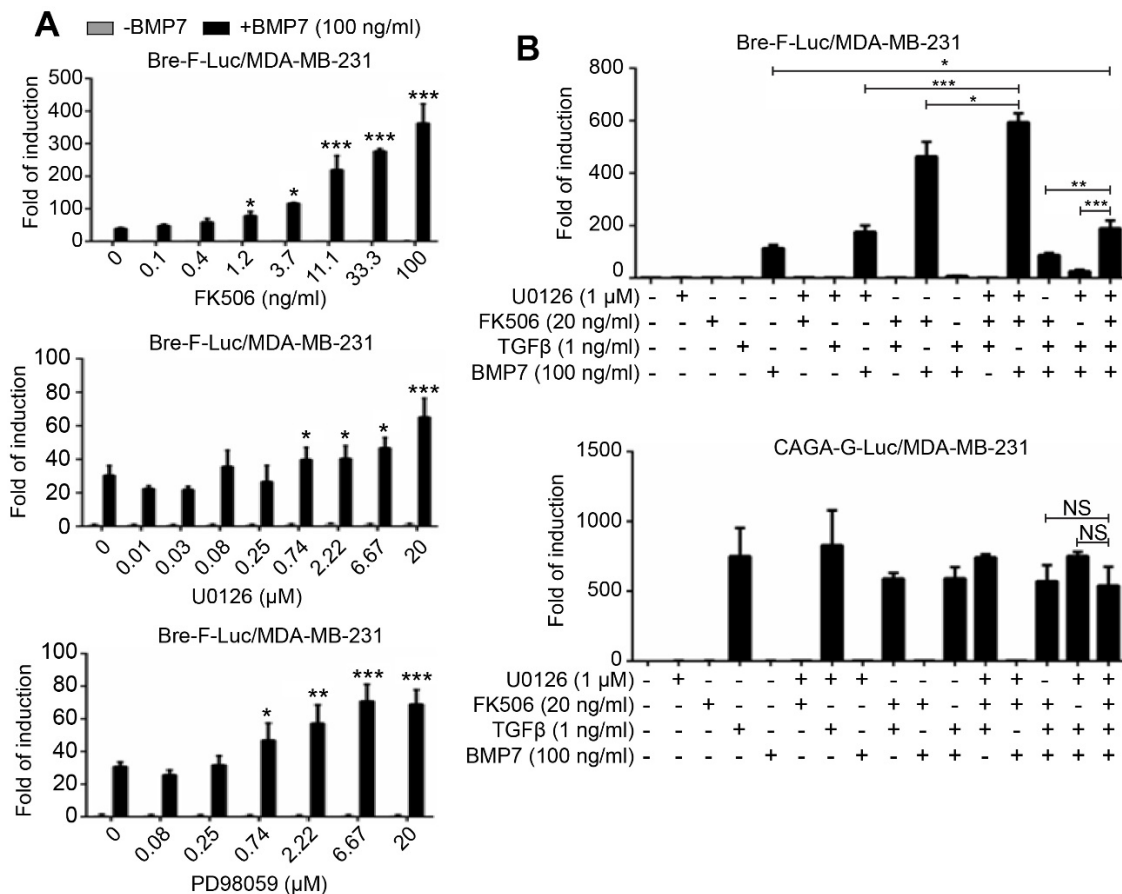 A
-BMP7 +BMP7 (100 ng/ml)
Bre-F-Luc/MDA-MB-231
Fold of induction
500
400
300
200
100
0
* * *** *** ***
0 0.1 0.4 1.2 3.7 11.1 33.3 100
FK506 (ng/ml)
Bre-F-Luc/MDA-MB-231
Fold of induction
100
80
60
40
20
0
* * * ***
0 0.01 0.03 0.08 0.25 0.74 2.22 6.67 20
U0126 (µM)
Bre-F-Luc/MDA-MB-231
Fold of induction
100
80
60
40
20
0
* ** *** ***
0 0.08 0.25 0.74 2.22 6.67 20
PD98059 (µM)
B
Bre-F-Luc/MDA-MB-231
Fold of induction
800
600
400
200
0
*
***
*
**
***
U0126 (1 µM) - + - - - + + + - - - + + - + +
FK506 (20 ng/ml) - - + - - + - - + + - + + + - +
TGFβ (1 ng/ml) - - - + - - + - + - + + - + + +
BMP7 (100 ng/ml) - - - - + - - + - + + - + + + +
CAGA-G-Luc/MDA-MB-231
Fold of induction
1500
1000
500
0
NS
NS
U0126 (1 µM) - + - - - + + + - - - + + - + +
FK506 (20 ng/ml) - - + - - + - - + + - + + + - +
TGFβ (1 ng/ml) - - - + - - + - + - + + - + + +
BMP7 (100 ng/ml) - - - - + - - + - + + - + + + +